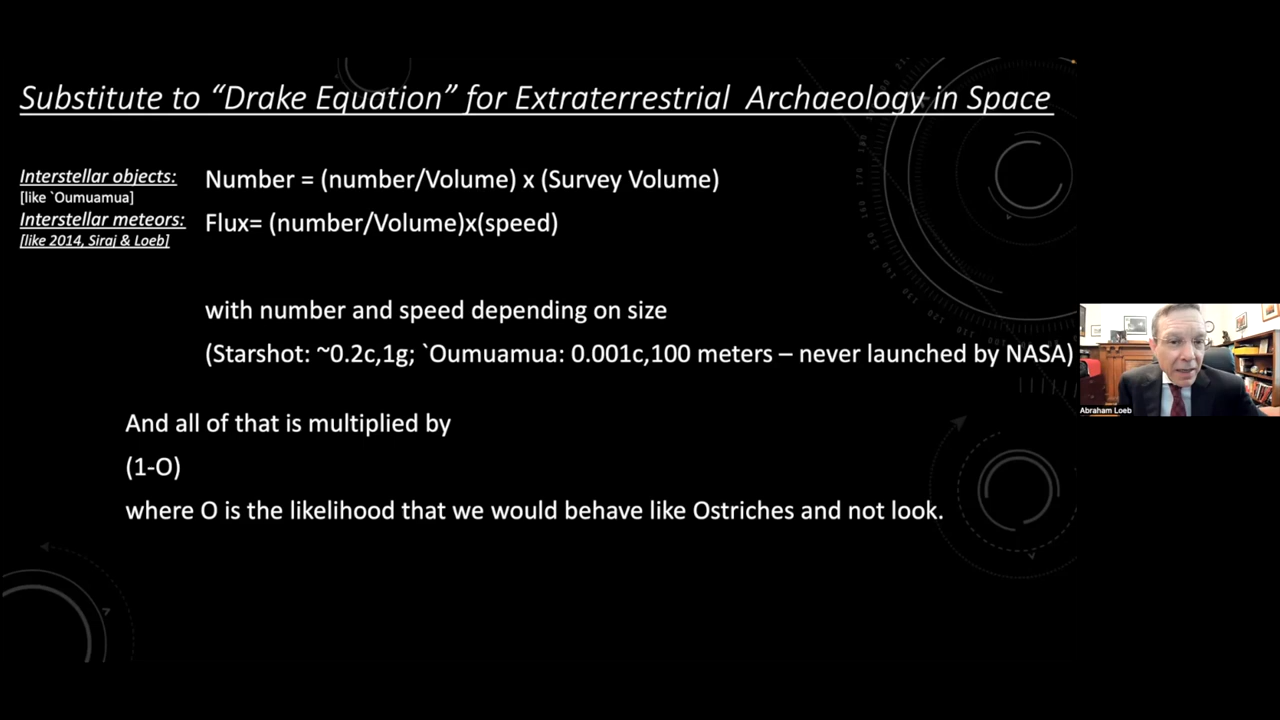 Substitute to “Drake Equation” for Extraterrestrial Archaeology in Space
Interstellar objects:
[like `Oumuamua]
Number = (number/Volume) x (Survey Volume)
Interstellar meteors:
[like 2014, Siraj & Loeb]
Flux= (number/Volume)x(speed)
with number and speed depending on size
(Starshot: ~0.2c,1g; `Oumuamua: 0.001c,100 meters – never launched by NASA)
And all of that is multiplied by
(1-O)
where O is the likelihood that we would behave like Ostriches and not look.
Abraham Loeb